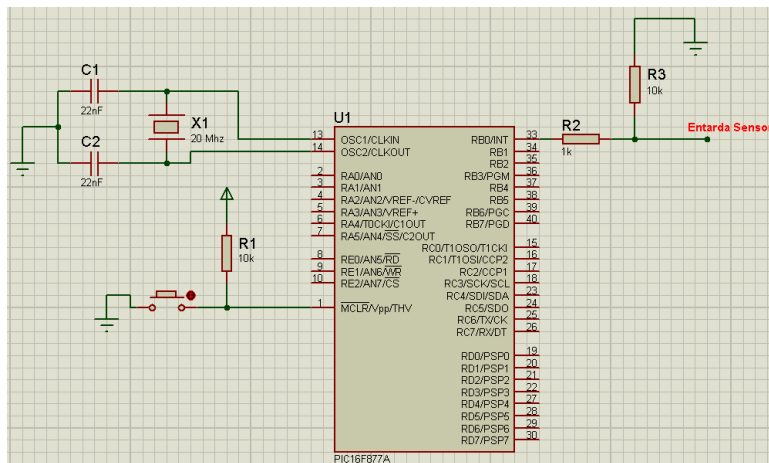 C1
22nF
C2
22nF
X1
20 Mhz
R1
10k
U1
13
14
2
3
4
5
6
7
8
9
10
1
OSC1/CLKIN
OSC2/CLKOUT
RA0/AN0
RA1/AN1
RA2/AN2/VREF-/CVREF
RA3/AN3/VREF+
RA4/T0CKI/C1OUT
RA5/AN4/SS/C2OUT
RE0/AN5/RD
RE1/AN6/WR
RE2/AN7/CS
MCLR/Vpp/THV
RB0/INT
RB1
RB2
RB3/PGM
RB4
RB5
RB6/PGC
RB7/PGD
RC0/T1OSO/T1CKI
RC1/T1OSI/CCP2
RC2/CCP1
RC3/SCK/SCL
RC4/SDI/SDA
RC5/SDO
RC6/TX/CK
RC7/RX/DT
RD0/PSP0
RD1/PSP1
RD2/PSP2
RD3/PSP3
RD4/PSP4
RD5/PSP5
RD6/PSP6
RD7/PSP7
33
34
35
36
37
38
39
40
15
16
17
18
23
24
25
26
19
20
21
22
27
28
29
30
PIC16F877A
R2
1k
R3
10k
Entarda Sensor